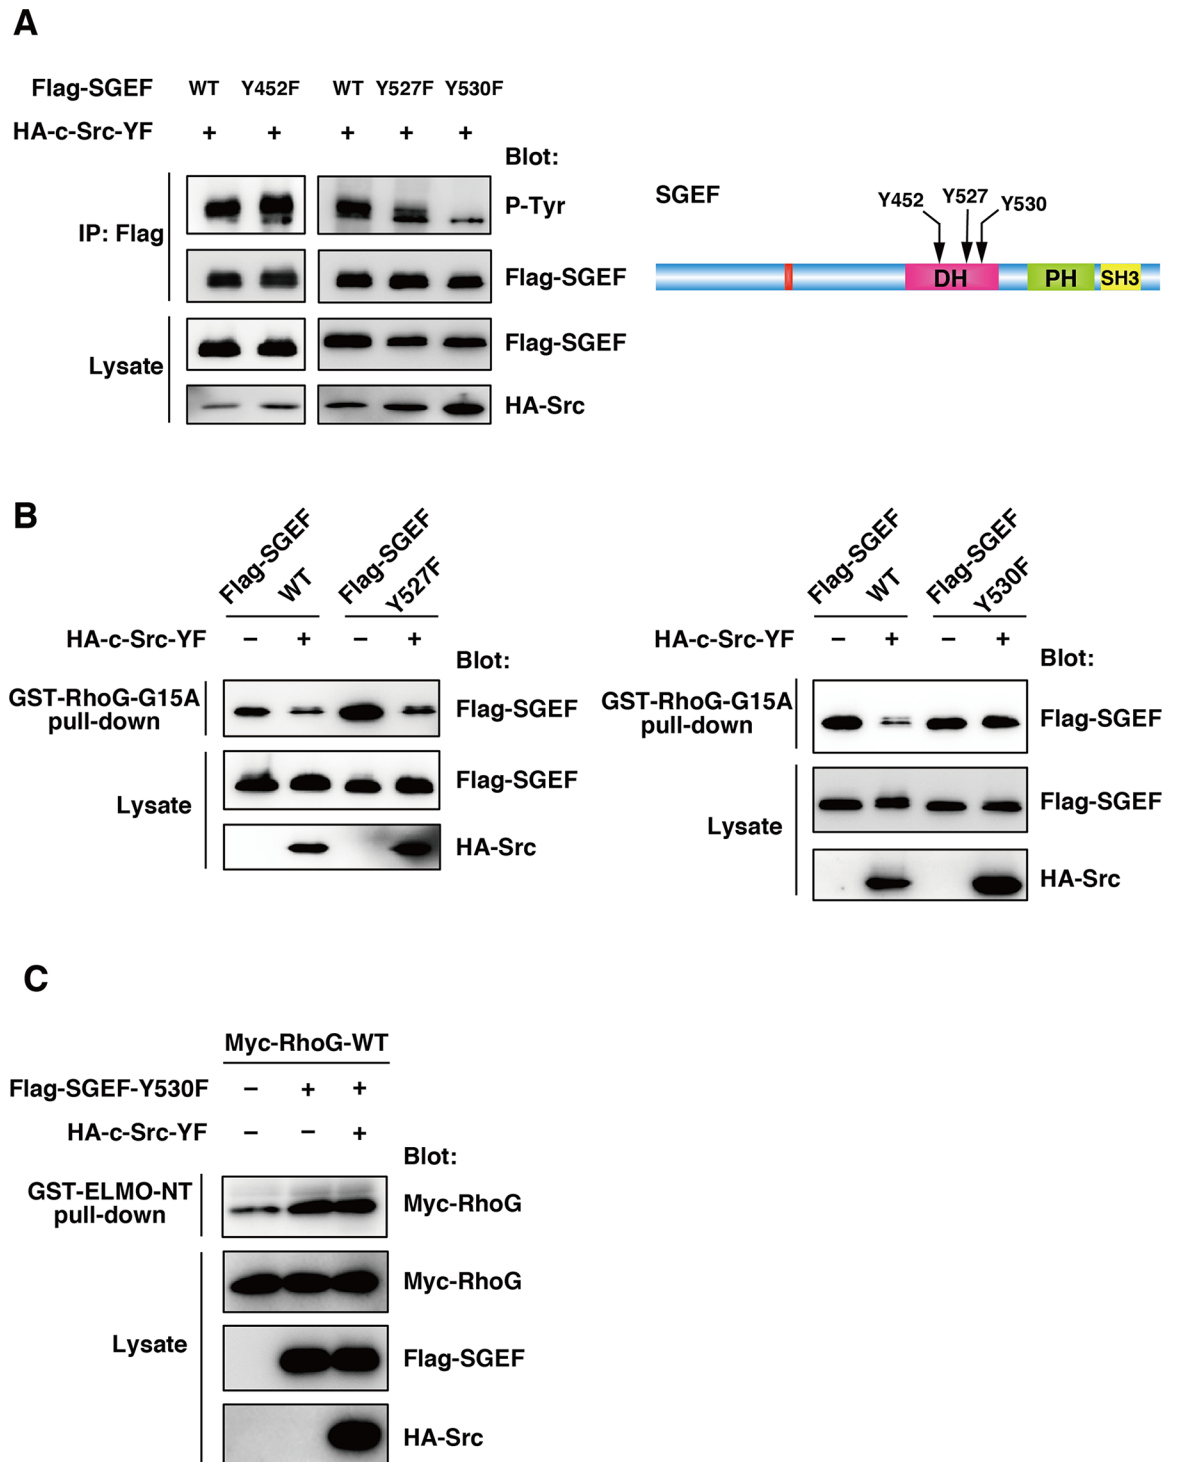 A
Flag-SGEF WT Y452F WT Y527F Y530F
HA-c-Src-YF + + + + +
Blot:
IP: Flag
P-Tyr
Flag-SGEF
Lysate
Flag-SGEF
HA-Src
SGEF
Y452 Y527 Y530
DH PH SH3
B
Flag-SGEF WT Flag-SGEF Y527F
HA-c-Src-YF − + − +
Blot:
GST-RhoG-G15A
pull-down
Flag-SGEF
Lysate
Flag-SGEF
HA-Src
Flag-SGEF WT Flag-SGEF Y530F
HA-c-Src-YF − + − +
Blot:
GST-RhoG-G15A
pull-down
Flag-SGEF
Lysate
Flag-SGEF
HA-Src
C
Myc-RhoG-WT
Flag-SGEF-Y530F − + +
HA-c-Src-YF − − +
Blot:
GST-ELMO-NT
pull-down
Myc-RhoG
Lysate
Myc-RhoG
Flag-SGEF
HA-Src